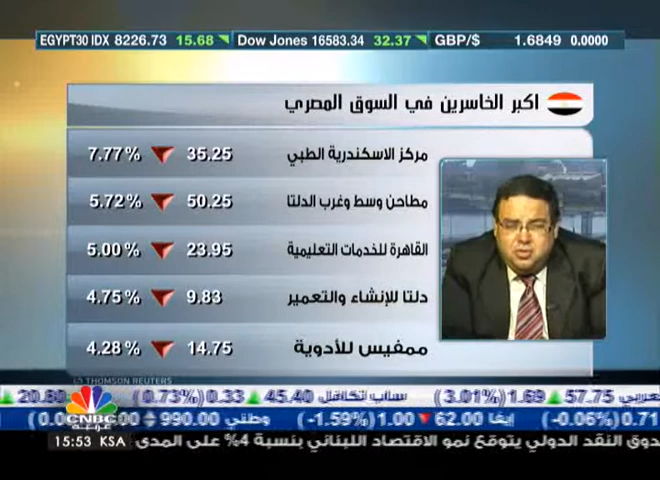 EGYPT30 IDX 8226.73 15.68 Dow Jones 16583.34 32.37 GBP/$ 1.6849 0.0000
اكبر الخاسرين في السوق المصري
مركز الاسكندرية الطبي 35.25 7.77%
مطاحن وسط وغرب الدلتا 50.25 5.72%
القاهرة للخدمات التعليمية 23.95 5.00%
دلتا للإنشاء والتعمير 9.83 4.75%
ممفيس للأدوية 14.75 4.28%
© THOMSON REUTERS
57.75 1.69 (3.01%) ساب تكافل 45.40 0.33 (0.73%) 20.80
0.71 (-0.06%) إيفا 62.00 1.00 (-1.59%) وطني 990.00
CNBC
عربية
15:53 KSA
دوق النقد الدولي يتوقع نمو الاقتصاد اللبناني بنسبة 4% على المدى